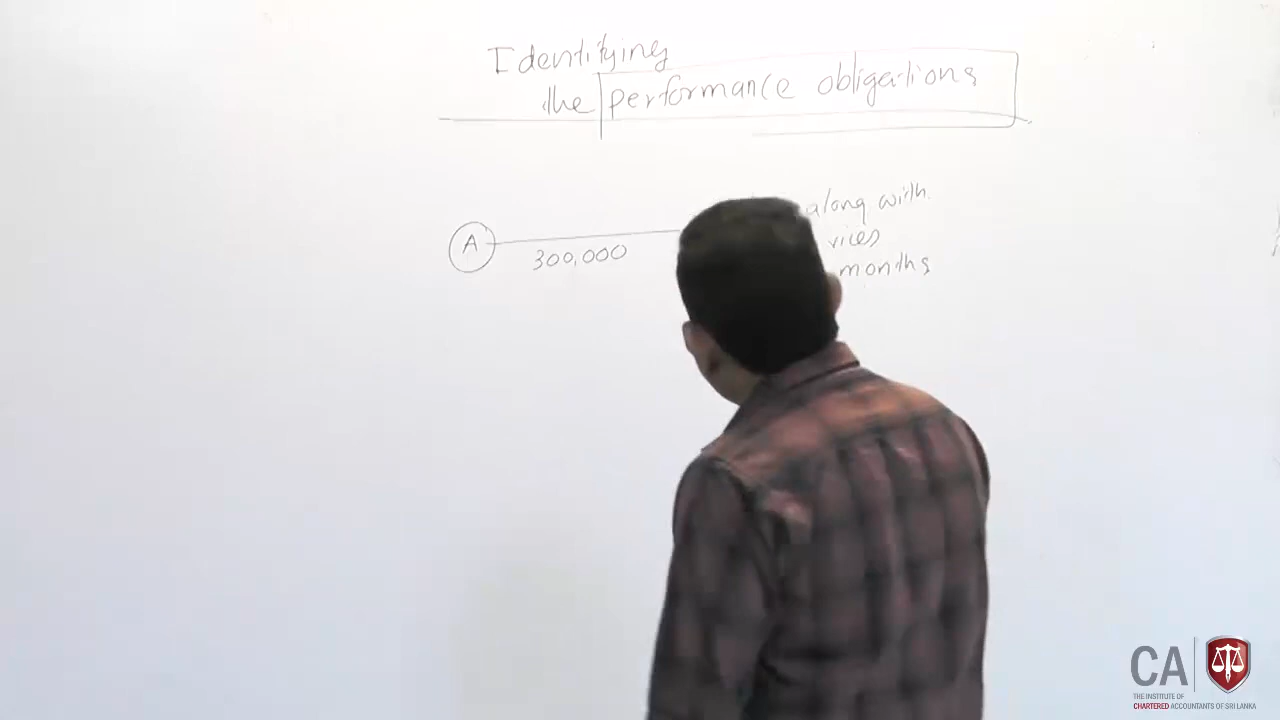 Identifying
the performance obligations
A
300,000
along with
vices
months
CA
THE INSTITUTE OF
CHARTERED ACCOUNTANTS OF SRI LANKA